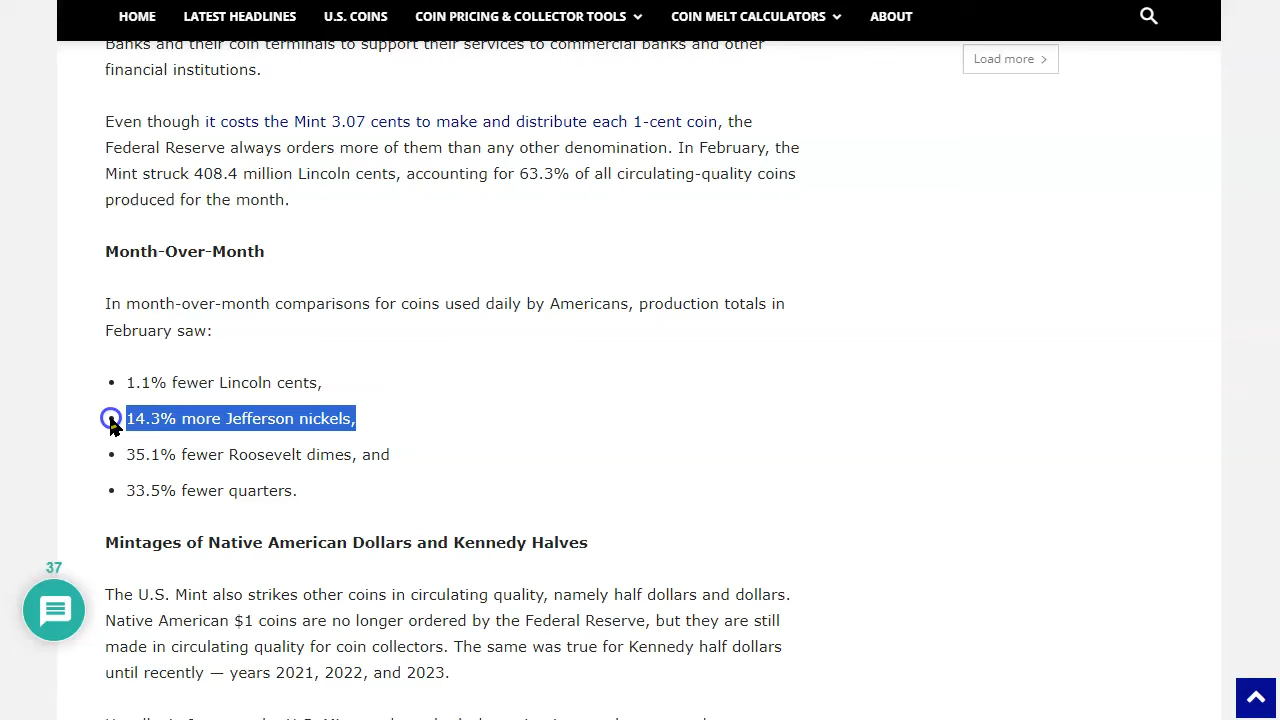 HOME LATEST HEADLINES U.S. COINS COIN PRICING & COLLECTOR TOOLS COIN MELT CALCULATORS ABOUT
Banks and their coin terminals to support their services to commercial banks and other
financial institutions.
Load more
Even though it costs the Mint 3.07 cents to make and distribute each 1-cent coin, the
Federal Reserve always orders more of them than any other denomination. In February, the
Mint struck 408.4 million Lincoln cents, accounting for 63.3% of all circulating-quality coins
produced for the month.
Month-Over-Month
In month-over-month comparisons for coins used daily by Americans, production totals in
February saw:
• 1.1% fewer Lincoln cents,
• 14.3% more Jefferson nickels,
• 35.1% fewer Roosevelt dimes, and
• 33.5% fewer quarters.
Mintages of Native American Dollars and Kennedy Halves
37
The U.S. Mint also strikes other coins in circulating quality, namely half dollars and dollars.
Native American $1 coins are no longer ordered by the Federal Reserve, but they are still
made in circulating quality for coin collectors. The same was true for Kennedy half dollars
until recently — years 2021, 2022, and 2023.